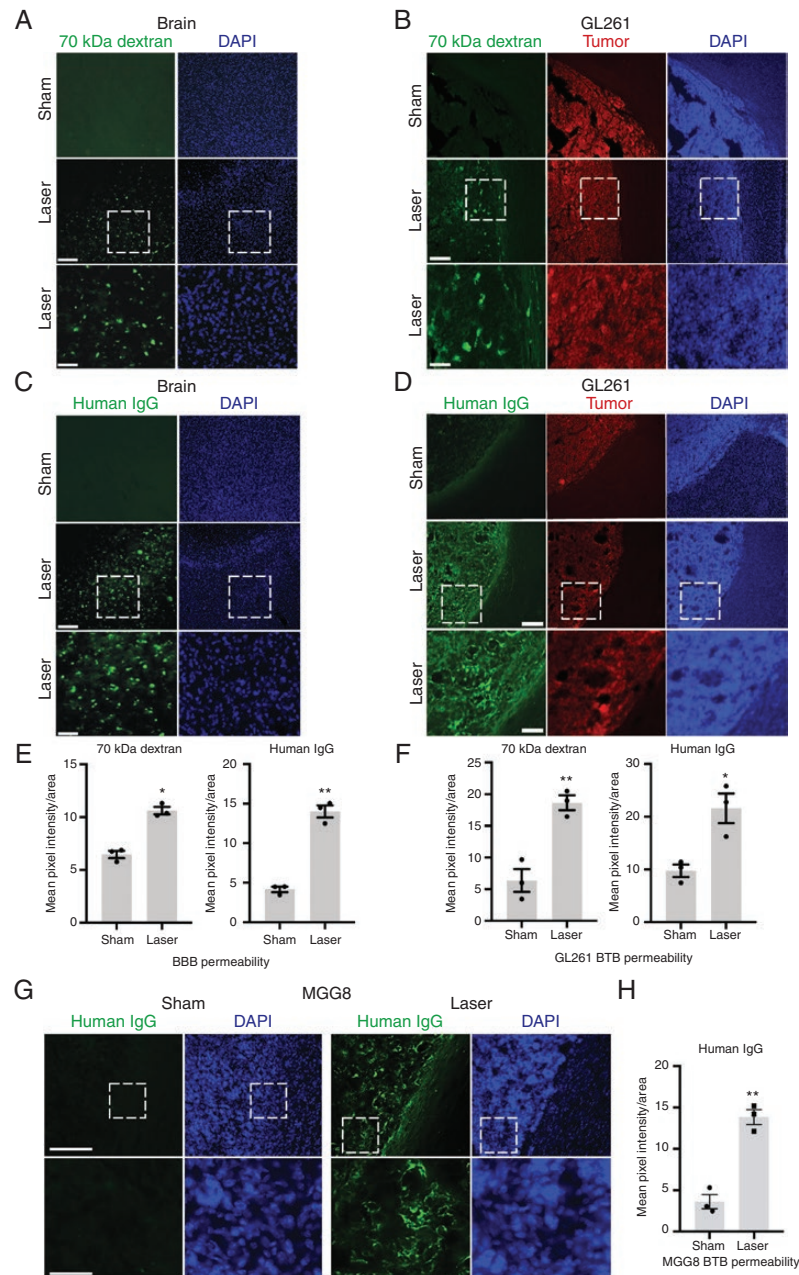 A
Brain
70 kDa dextran DAPI
Sham
Laser
Laser
B
GL261
70 kDa dextran Tumor DAPI
Sham
Laser
Laser
C
Brain
Human IgG DAPI
Sham
Laser
Laser
D
GL261
Human IgG Tumor DAPI
Sham
Laser
Laser
E
70 kDa dextran
Mean pixel intensity/area
15
10
5
0
*
Sham Laser
Human IgG
Mean pixel intensity/area
20
15
10
5
0
**
Sham Laser
BBB permeability
F
70 kDa dextran
Mean pixel intensity/area
25
20
15
10
5
0
**
Sham Laser
Human IgG
Mean pixel intensity/area
30
20
10
0
*
Sham Laser
GL261 BTB permeability
G
Sham MGG8 Laser
Human IgG DAPI Human IgG DAPI
H
Human IgG
Mean pixel intensity/area
20
15
10
5
0
**
Sham Laser
MGG8 BTB permeability